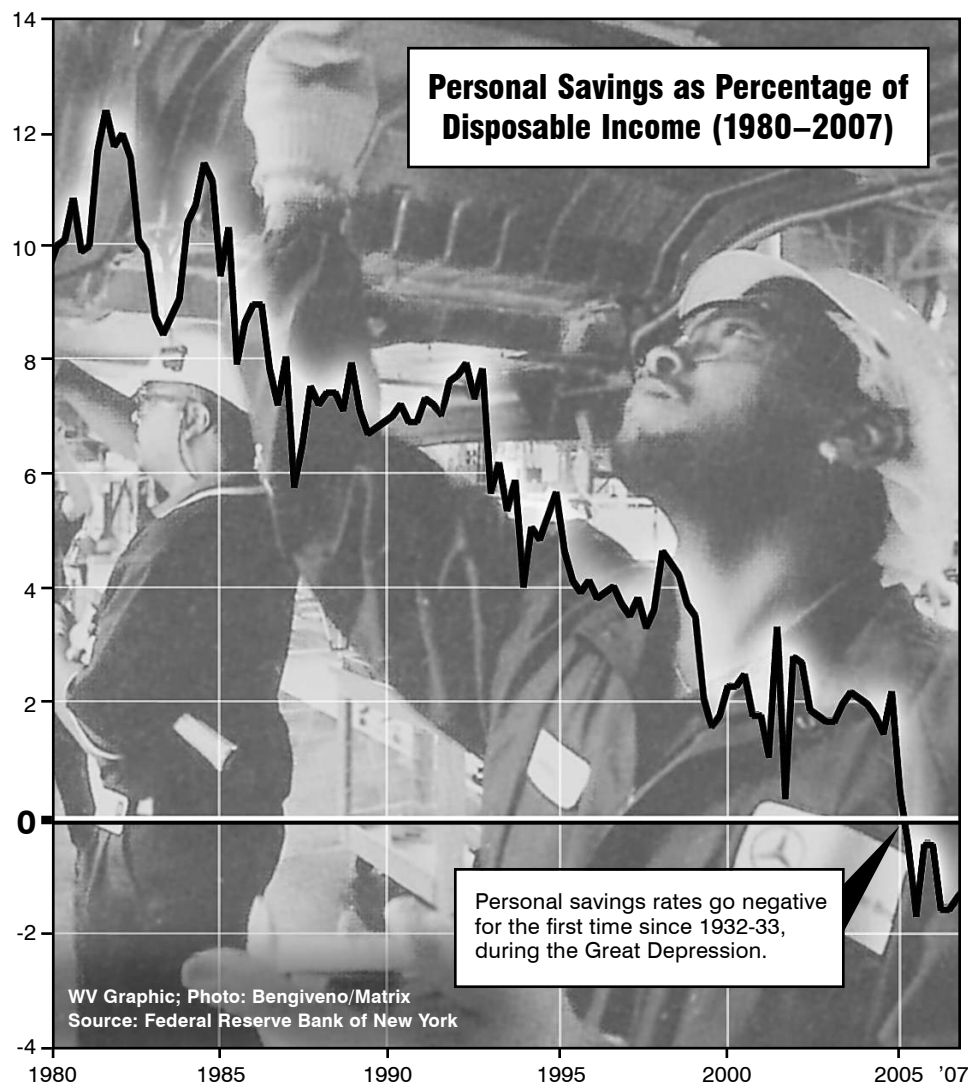 14
Personal Savings as Percentage of
Disposable Income (1980–2007)
12
10
8
6
4
2
0
Personal savings rates go negative
for the first time since 1932-33,
during the Great Depression.
-2
WV Graphic; Photo: Bengiveno/Matrix
Source: Federal Reserve Bank of New York
-4
1980 1985 1990 1995 2000 2005 ’07